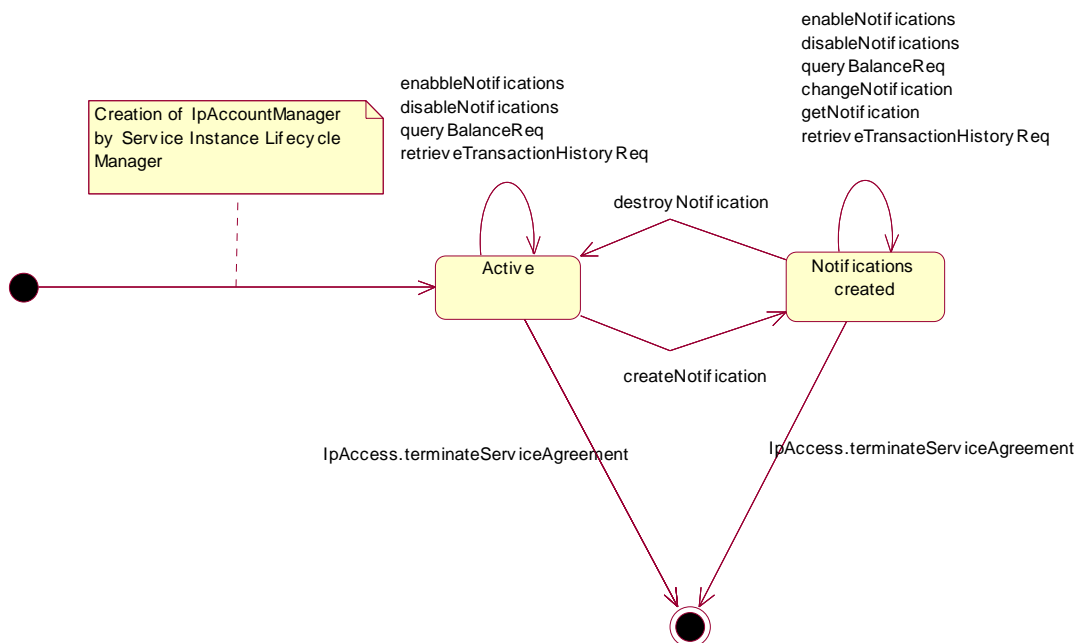 enableNotifications
disableNotifications
queryBalanceReq
changeNotification
getNotification
retrieveTransactionHistoryReq
enabbleNotifications
disableNotifications
queryBalanceReq
retrieveTransactionHistoryReq
Creation of IpAccountManager
by Service Instance Lifecycle
Manager
destroyNotification
Active
Notifications
created
createNotification
IpAccess.terminateServiceAgreement
IpAccess.terminateServiceAgreement